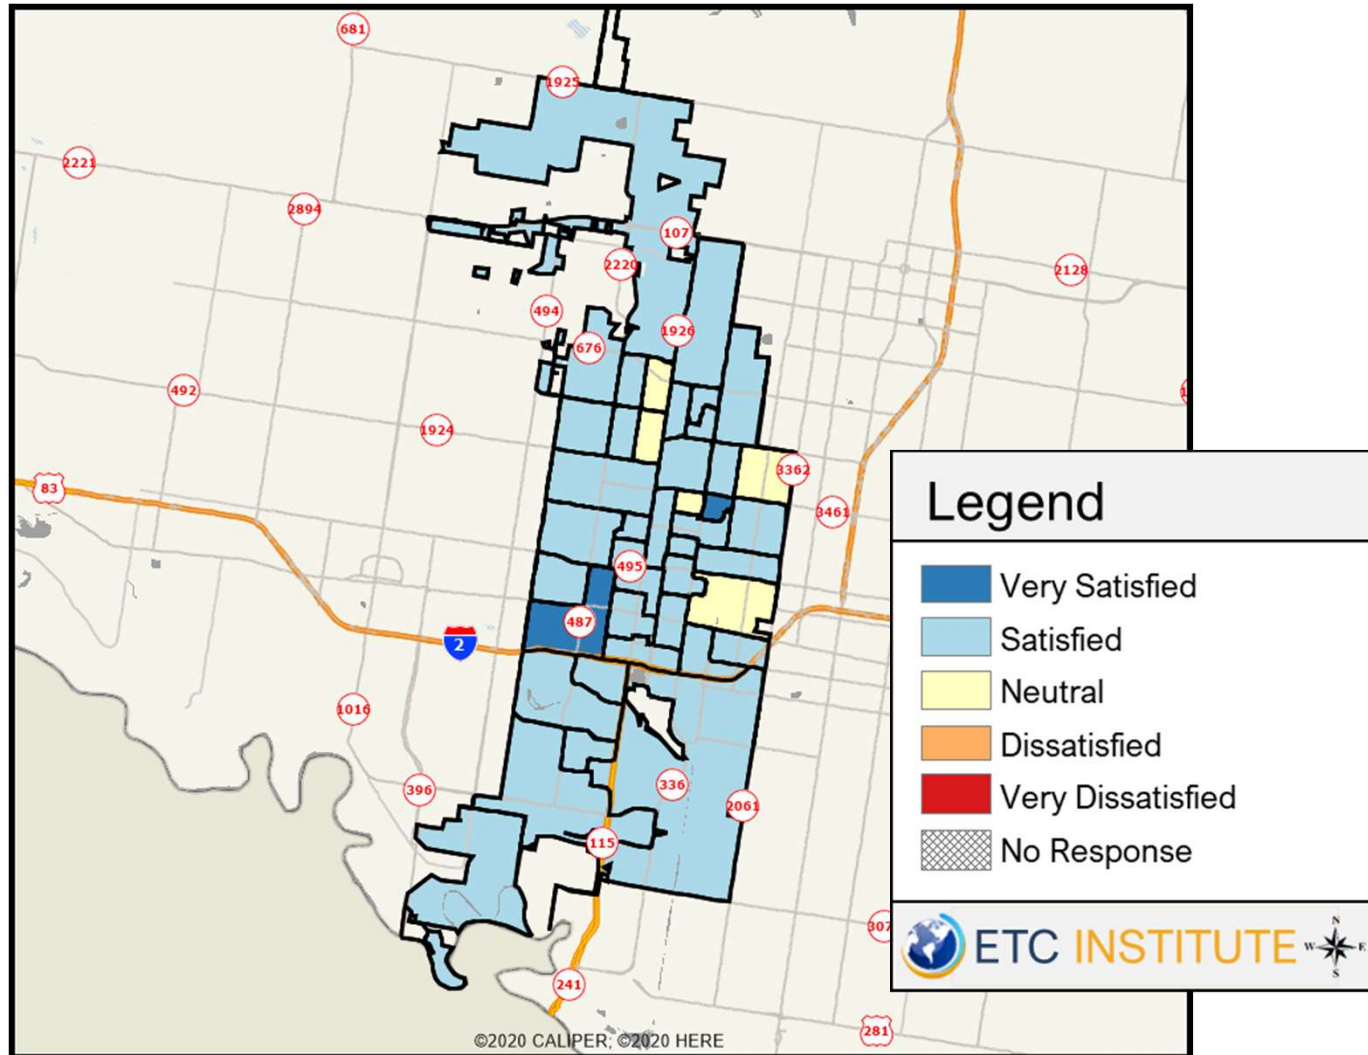 681
1925
2221
2894
107
2220
2128
494
1926
676
492
1924
83
3362
3461
495
487
2
1016
336
396
2061
115
307
241
281
©2020 CALIPER; ©2020 HERE
Legend
Very Satisfied
Satisfied
Neutral
Dissatisfied
Very Dissatisfied
No Response
ETC INSTITUTE
N
W E
S